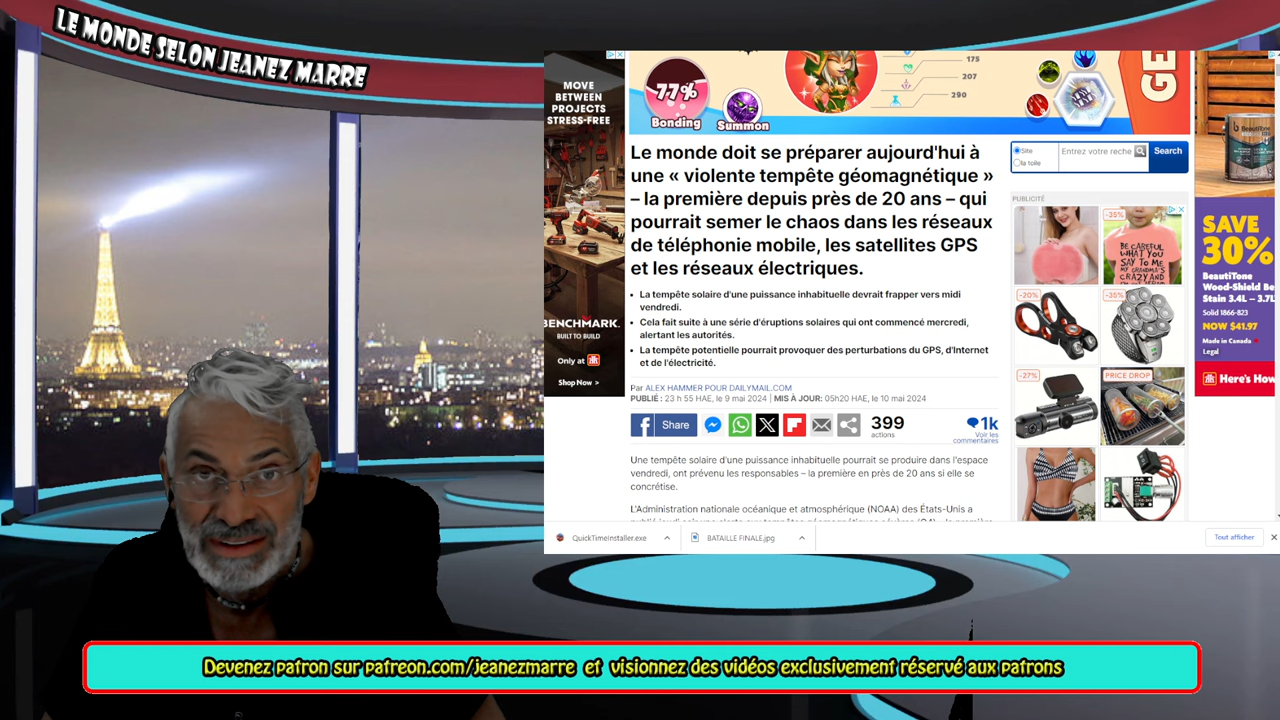 LE MONDE SELON JEANEZ MARRE
MOVE
BETWEEN
PROJECTS
STRESS-FREE
BENCHMARK.
BUILT TO BUILD
Only at
Shop Now >
77%
Bonding
Summon
175
207
290
GE
Le monde doit se préparer aujourd'hui à
une « violente tempête géomagnétique »
– la première depuis près de 20 ans – qui
pourrait semer le chaos dans les réseaux
de téléphonie mobile, les satellites GPS
et les réseaux électriques.
• La tempête solaire d'une puissance inhabituelle devrait frapper vers midi
vendredi.
• Cela fait suite à une série d'éruptions solaires qui ont commencé mercredi,
alertant les autorités.
• La tempête potentielle pourrait provoquer des perturbations du GPS, d'Internet
et de l'électricité.
Par ALEX HAMMER POUR DAILYMAIL.COM
PUBLIÉ : 23 h 55 HAE, le 9 mai 2024 | MIS À JOUR: 05h20 HAE, le 10 mai 2024
Share
399
actions
1k
Voir les
commentaires
Une tempête solaire d'une puissance inhabituelle pourrait se produire dans l'espace
vendredi, ont prévenu les responsables – la première en près de 20 ans si elle se
concrétise.
L'Administration nationale océanique et atmosphérique (NOAA) des États-Unis a
Site
la toile
Entrez votre reche
Search
PUBLICITÉ
-35%
BE CAREFUL
WHAT YOU
SAY TO ME
MY GRANDMA'S
CRAZY AND
-20%
-35%
-27%
PRICE DROP
BeautiTone
SAVE
30%
BeautiTone
Wood-Shield Be
Stain 3.4L – 3.7L
Solid 1866-823
NOW $41.97
Made in Canada
Legal
Here's How
QuickTimeInstaller.exe
BATAILLE FINALE.jpg
Tout afficher
Devenez patron sur patreon.com/jeanezmarre et visionnez des vidéos exclusivement réservé aux patrons